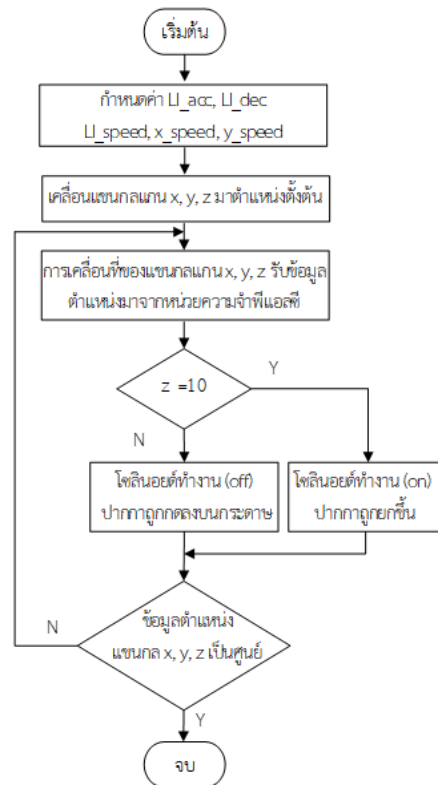 เริ่มต้น
กำหนดค่า LI_acc, LI_dec
LI_speed, x_speed, y_speed
เคลื่อนแขนกลแกน x, y, z มาตำแหน่งตั้งต้น
การเคลื่อนที่ของแขนกลแกน x, y, z รับข้อมูล
ตำแหน่งมาจากหน่วยความจำพีแอลซี
z =10
Y
N
โซลินอยด์ทำงาน (off)
ปากกาถูกกดลงบนกระดาษ
โซลินอยด์ทำงาน (on)
ปากกาถูกยกขึ้น
ข้อมูลตำแหน่ง
แขนกล x, y, z เป็นศูนย์
N
Y
จบ